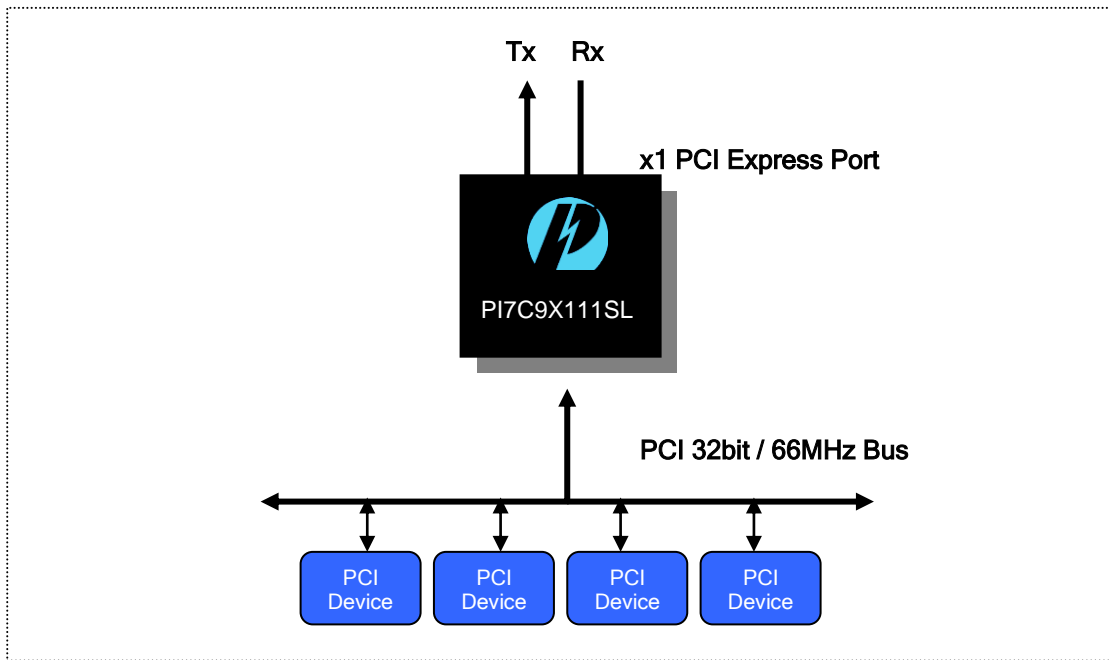 Tx Rx
x1 PCI Express Port
PI7C9X111SL
PCI 32bit / 66MHz Bus
PCI
Device
PCI
Device
PCI
Device
PCI
Device